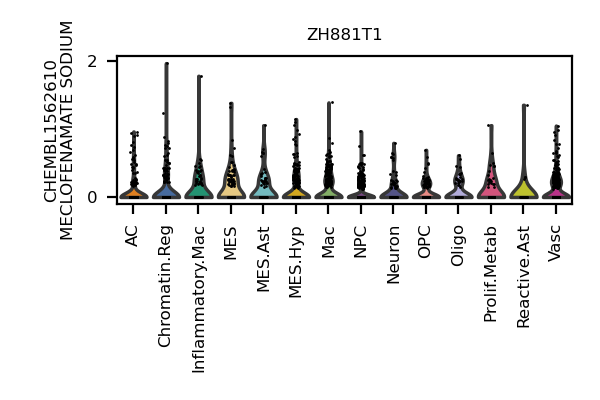 ZH881T1
CHEMBL1562610
MECLOFENAMATE SODIUM
2
0
AC
Chromatin.Reg
Inflammatory.Mac
MES
MES.Ast
MES.Hyp
Mac
NPC
Neuron
OPC
Oligo
Prolif.Metab
Reactive.Ast
Vasc